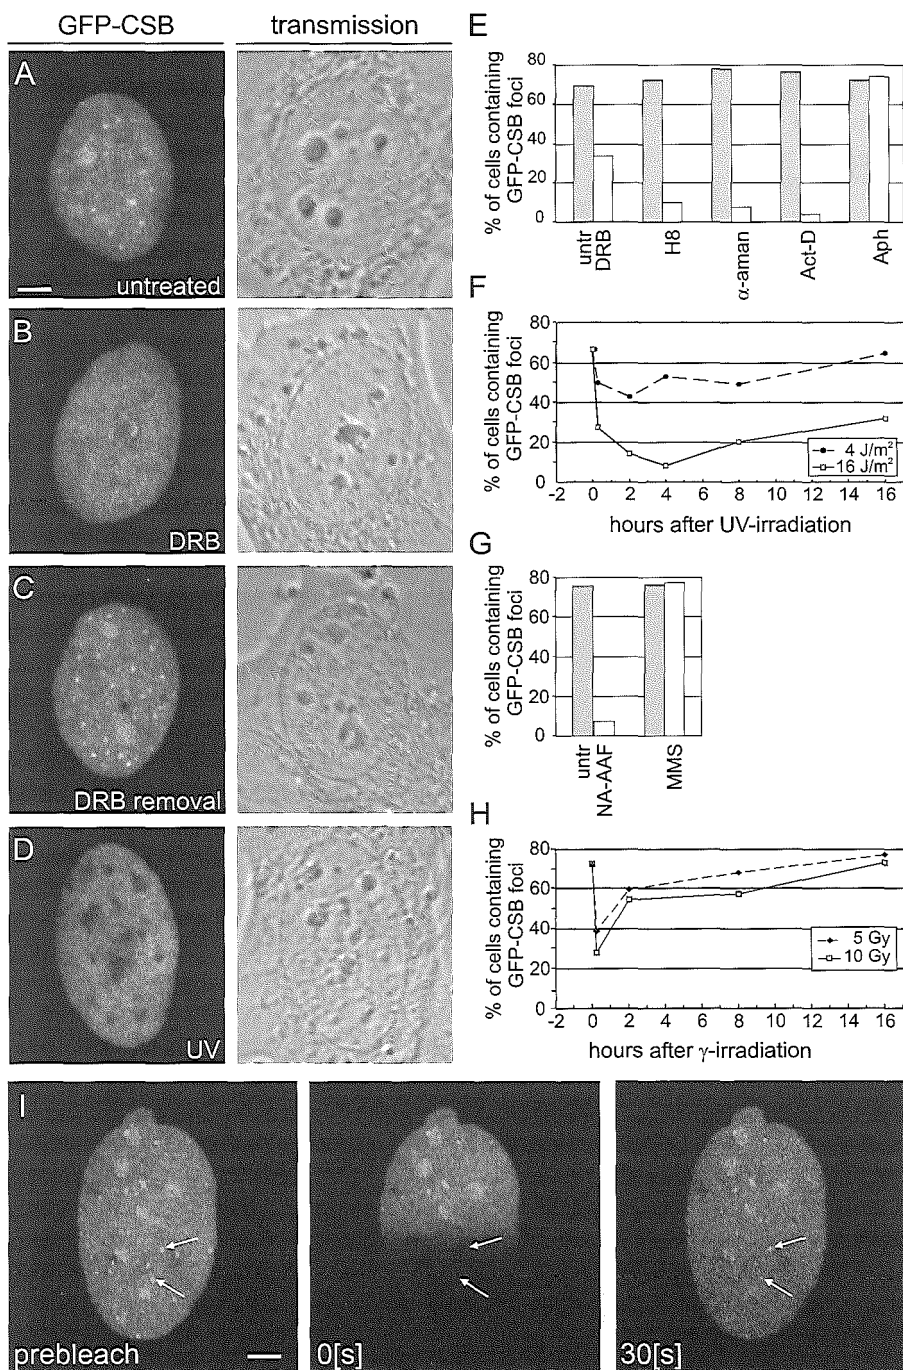 GFP-CSB
transmission
A
untreated
B
DRB
C
DRB removal
D
UV
E
% of cells containing
GFP-CSB foci
80
60
40
20
0
untr
DRB
H8
α-aman
Act-D
Aph
F
% of cells containing
GFP-CSB foci
80
60
40
20
0
-2 0 2 4 6 8 10 12 14 16
4 J/m²
16 J/m²
hours after UV-irradiation
G
% of cells containing
GFP-CSB foci
80
60
40
20
0
untr
NA-AAF
MMS
H
% of cells containing
GFP-CSB foci
80
60
40
20
0
-2 0 2 4 6 8 10 12 14 16
5 Gy
10 Gy
hours after γ-irradiation
I
prebleach
0[s]
30[s]